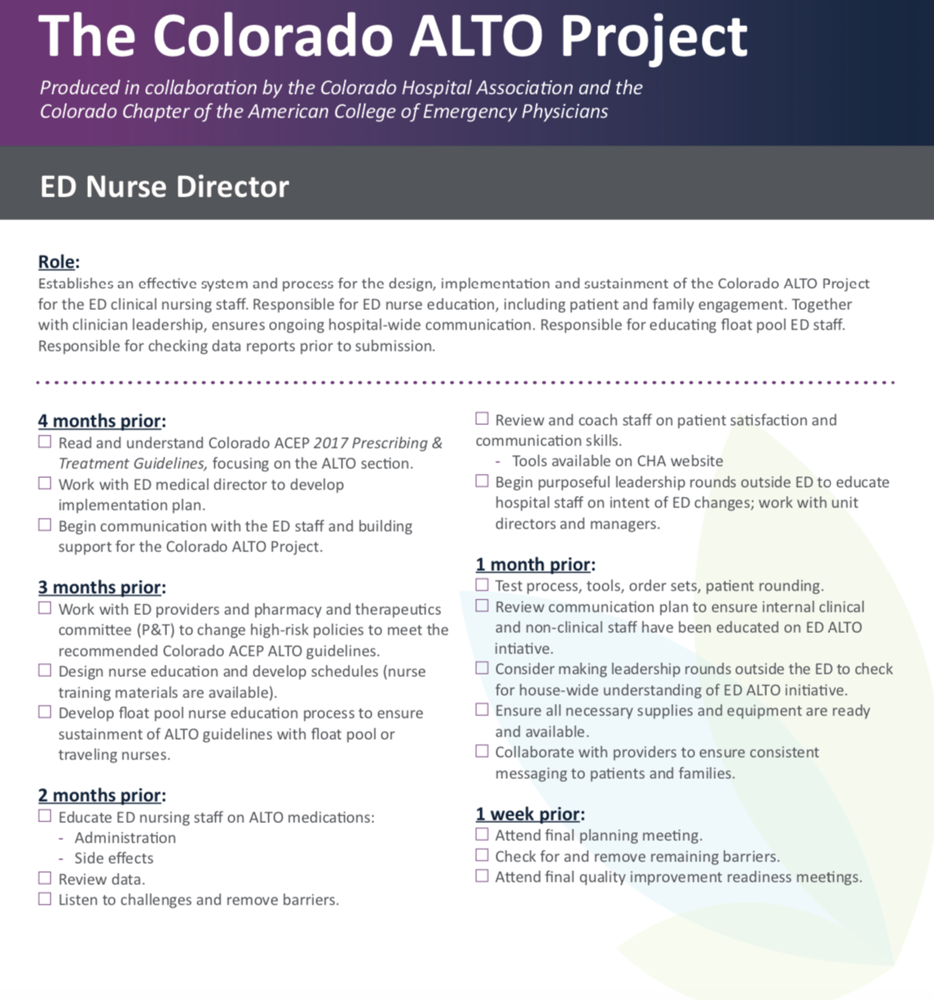 The Colorado ALTO Project
Produced in collaboration by the Colorado Hospital Association and the
Colorado Chapter of the American College of Emergency Physicians
ED Nurse Director
Role:
Establishes an effective system and process for the design, implementation and sustainment of the Colorado ALTO Project
for the ED clinical nursing staff. Responsible for ED nurse education, including patient and family engagement. Together
with clinician leadership, ensures ongoing hospital-wide communication. Responsible for educating float pool ED staff.
Responsible for checking data reports prior to submission.
4 months prior:
☐ Read and understand Colorado ACEP 2017 Prescribing &
Treatment Guidelines, focusing on the ALTO section.
☐ Work with ED medical director to develop
implementation plan.
☐ Begin communication with the ED staff and building
support for the Colorado ALTO Project.
3 months prior:
☐ Work with ED providers and pharmacy and therapeutics
committee (P&T) to change high-risk policies to meet the
recommended Colorado ACEP ALTO guidelines.
☐ Design nurse education and develop schedules (nurse
training materials are available).
☐ Develop float pool nurse education process to ensure
sustainment of ALTO guidelines with float pool or
traveling nurses.
2 months prior:
☐ Educate ED nursing staff on ALTO medications:
- Administration
- Side effects
☐ Review data.
☐ Listen to challenges and remove barriers.
☐ Review and coach staff on patient satisfaction and
communication skills.
- Tools available on CHA website
☐ Begin purposeful leadership rounds outside ED to educate
hospital staff on intent of ED changes; work with unit
directors and managers.
1 month prior:
☐ Test process, tools, order sets, patient rounding.
☐ Review communication plan to ensure internal clinical
and non-clinical staff have been educated on ED ALTO
intiative.
☐ Consider making leadership rounds outside the ED to check
for house-wide understanding of ED ALTO initiative.
☐ Ensure all necessary supplies and equipment are ready
and available.
☐ Collaborate with providers to ensure consistent
messaging to patients and families.
1 week prior:
☐ Attend final planning meeting.
☐ Check for and remove remaining barriers.
☐ Attend final quality improvement readiness meetings.